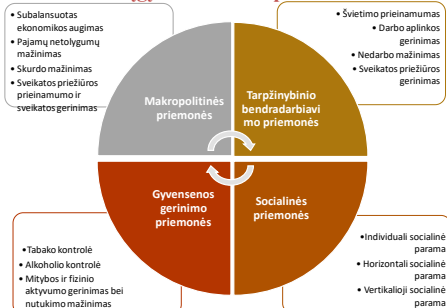 • Subalansuotas
ekonomikos augimas
• Pajamų netolygumų
mažinimas
• Skurdo mažinimas
• Sveikatos priežiūros
prieinamumo ir
sveikatos gerinimas
• Švietimo prieinamumas
• Darbo aplinkos
gerinimas
• Nedarbo mažinimas
• Sveikatos priežiūros
gerinimas
Makropolitinės
priemonės
Tarpžinybinio
bendradarbiavi
mo priemonės
Gyvensenos
gerinimo
priemonės
Socialinės
priemonės
•Tabako kontrolė
• Alkoholio kontrolė
• Mitybos ir fizinio
aktyvumo gerinimas bei
nutukimo mažinimas
•Individuali socialinė
parama
• Horizontali socialinė
parama
• Vertikalioji socialinė
parama